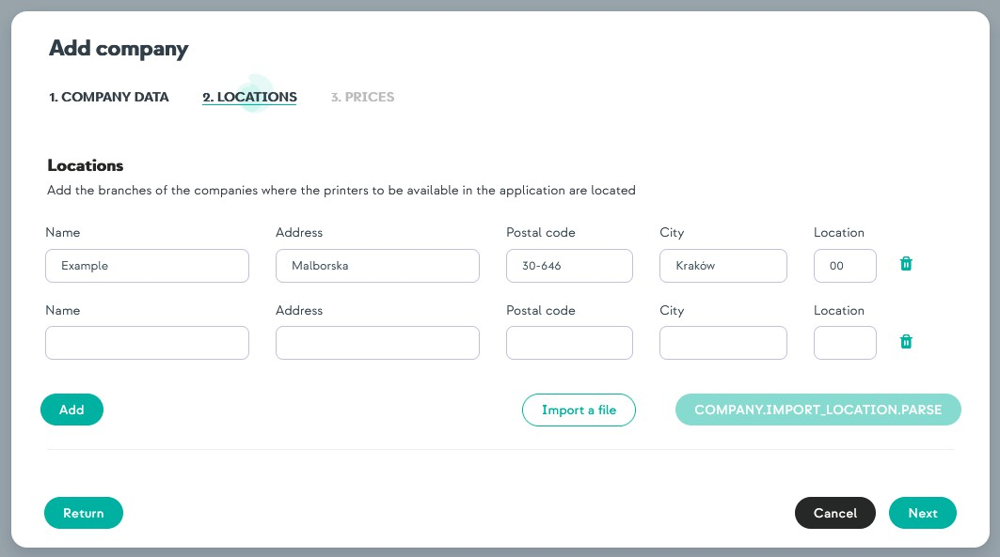 Add company
1. COMPANY DATA 2. LOCATIONS 3. PRICES
Locations
Add the branches of the companies where the printers to be available in the application are located
Name Address Postal code City Location
Example Malborska 30-646 Kraków 00
Name Address Postal code City Location
Add Import a file COMPANY.IMPORT_LOCATION.PARSE
Return Cancel Next